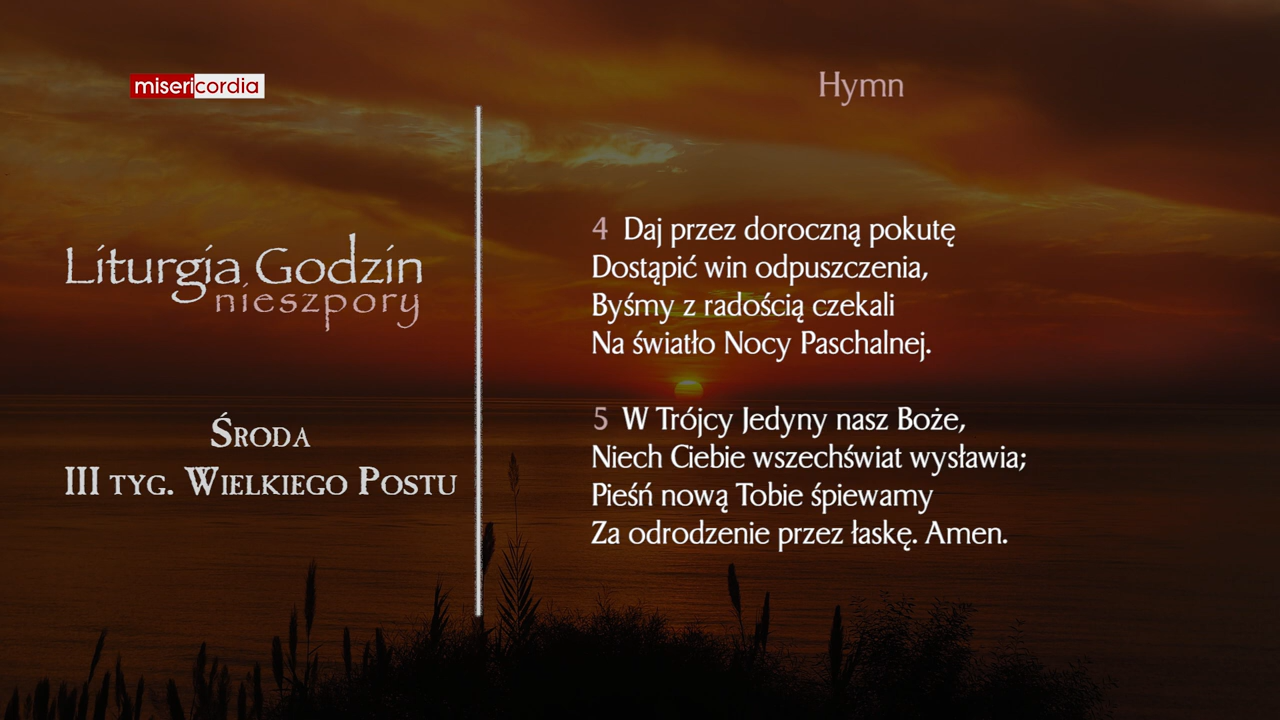 misericordia
Liturgia Godzin
nieszpory
Środa
III tyg. Wielkiego Postu
Hymn
4 Daj przez doroczną pokutę
Dostąpić win odpuszczenia,
Byśmy z radością czekali
Na światło Nocy Paschalnej.
5 W Trójcy Jedyny nasz Boże,
Niech Ciebie wszechświat wysławia;
Pieśń nową Tobie śpiewamy
Za odrodzenie przez łaskę. Amen.